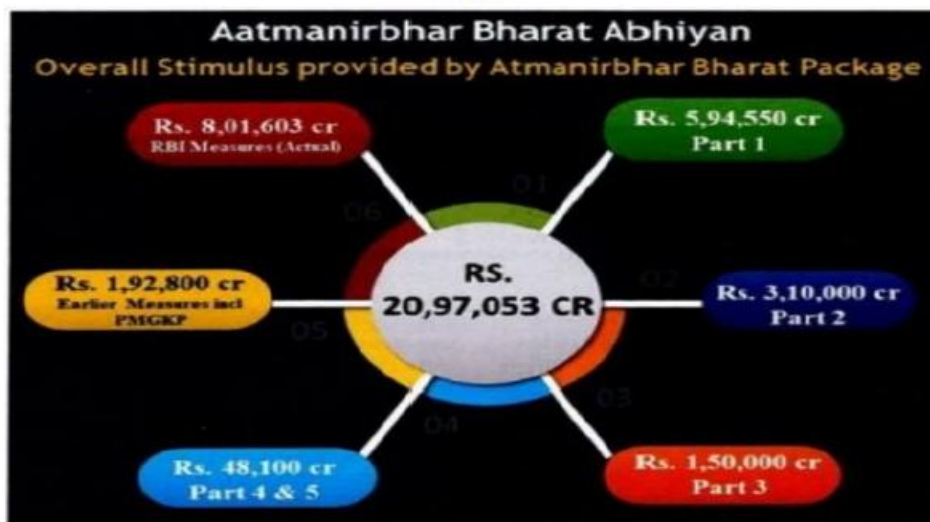 Aatmanirbhar Bharat Abhiyan
Overall Stimulus provided by Atmanirbhar Bharat Package
Rs. 8,01,603 cr
RBI Measures (Actual)
Rs. 5,94,550 cr
Part 1
01
06
Rs. 1,92,800 cr
Earlier Measures incl
PMGKP
RS.
20,97,053 CR
02
Rs. 3,10,000 cr
Part 2
05
03
04
Rs. 48,100 cr
Part 4 & 5
Rs. 1,50,000 cr
Part 3